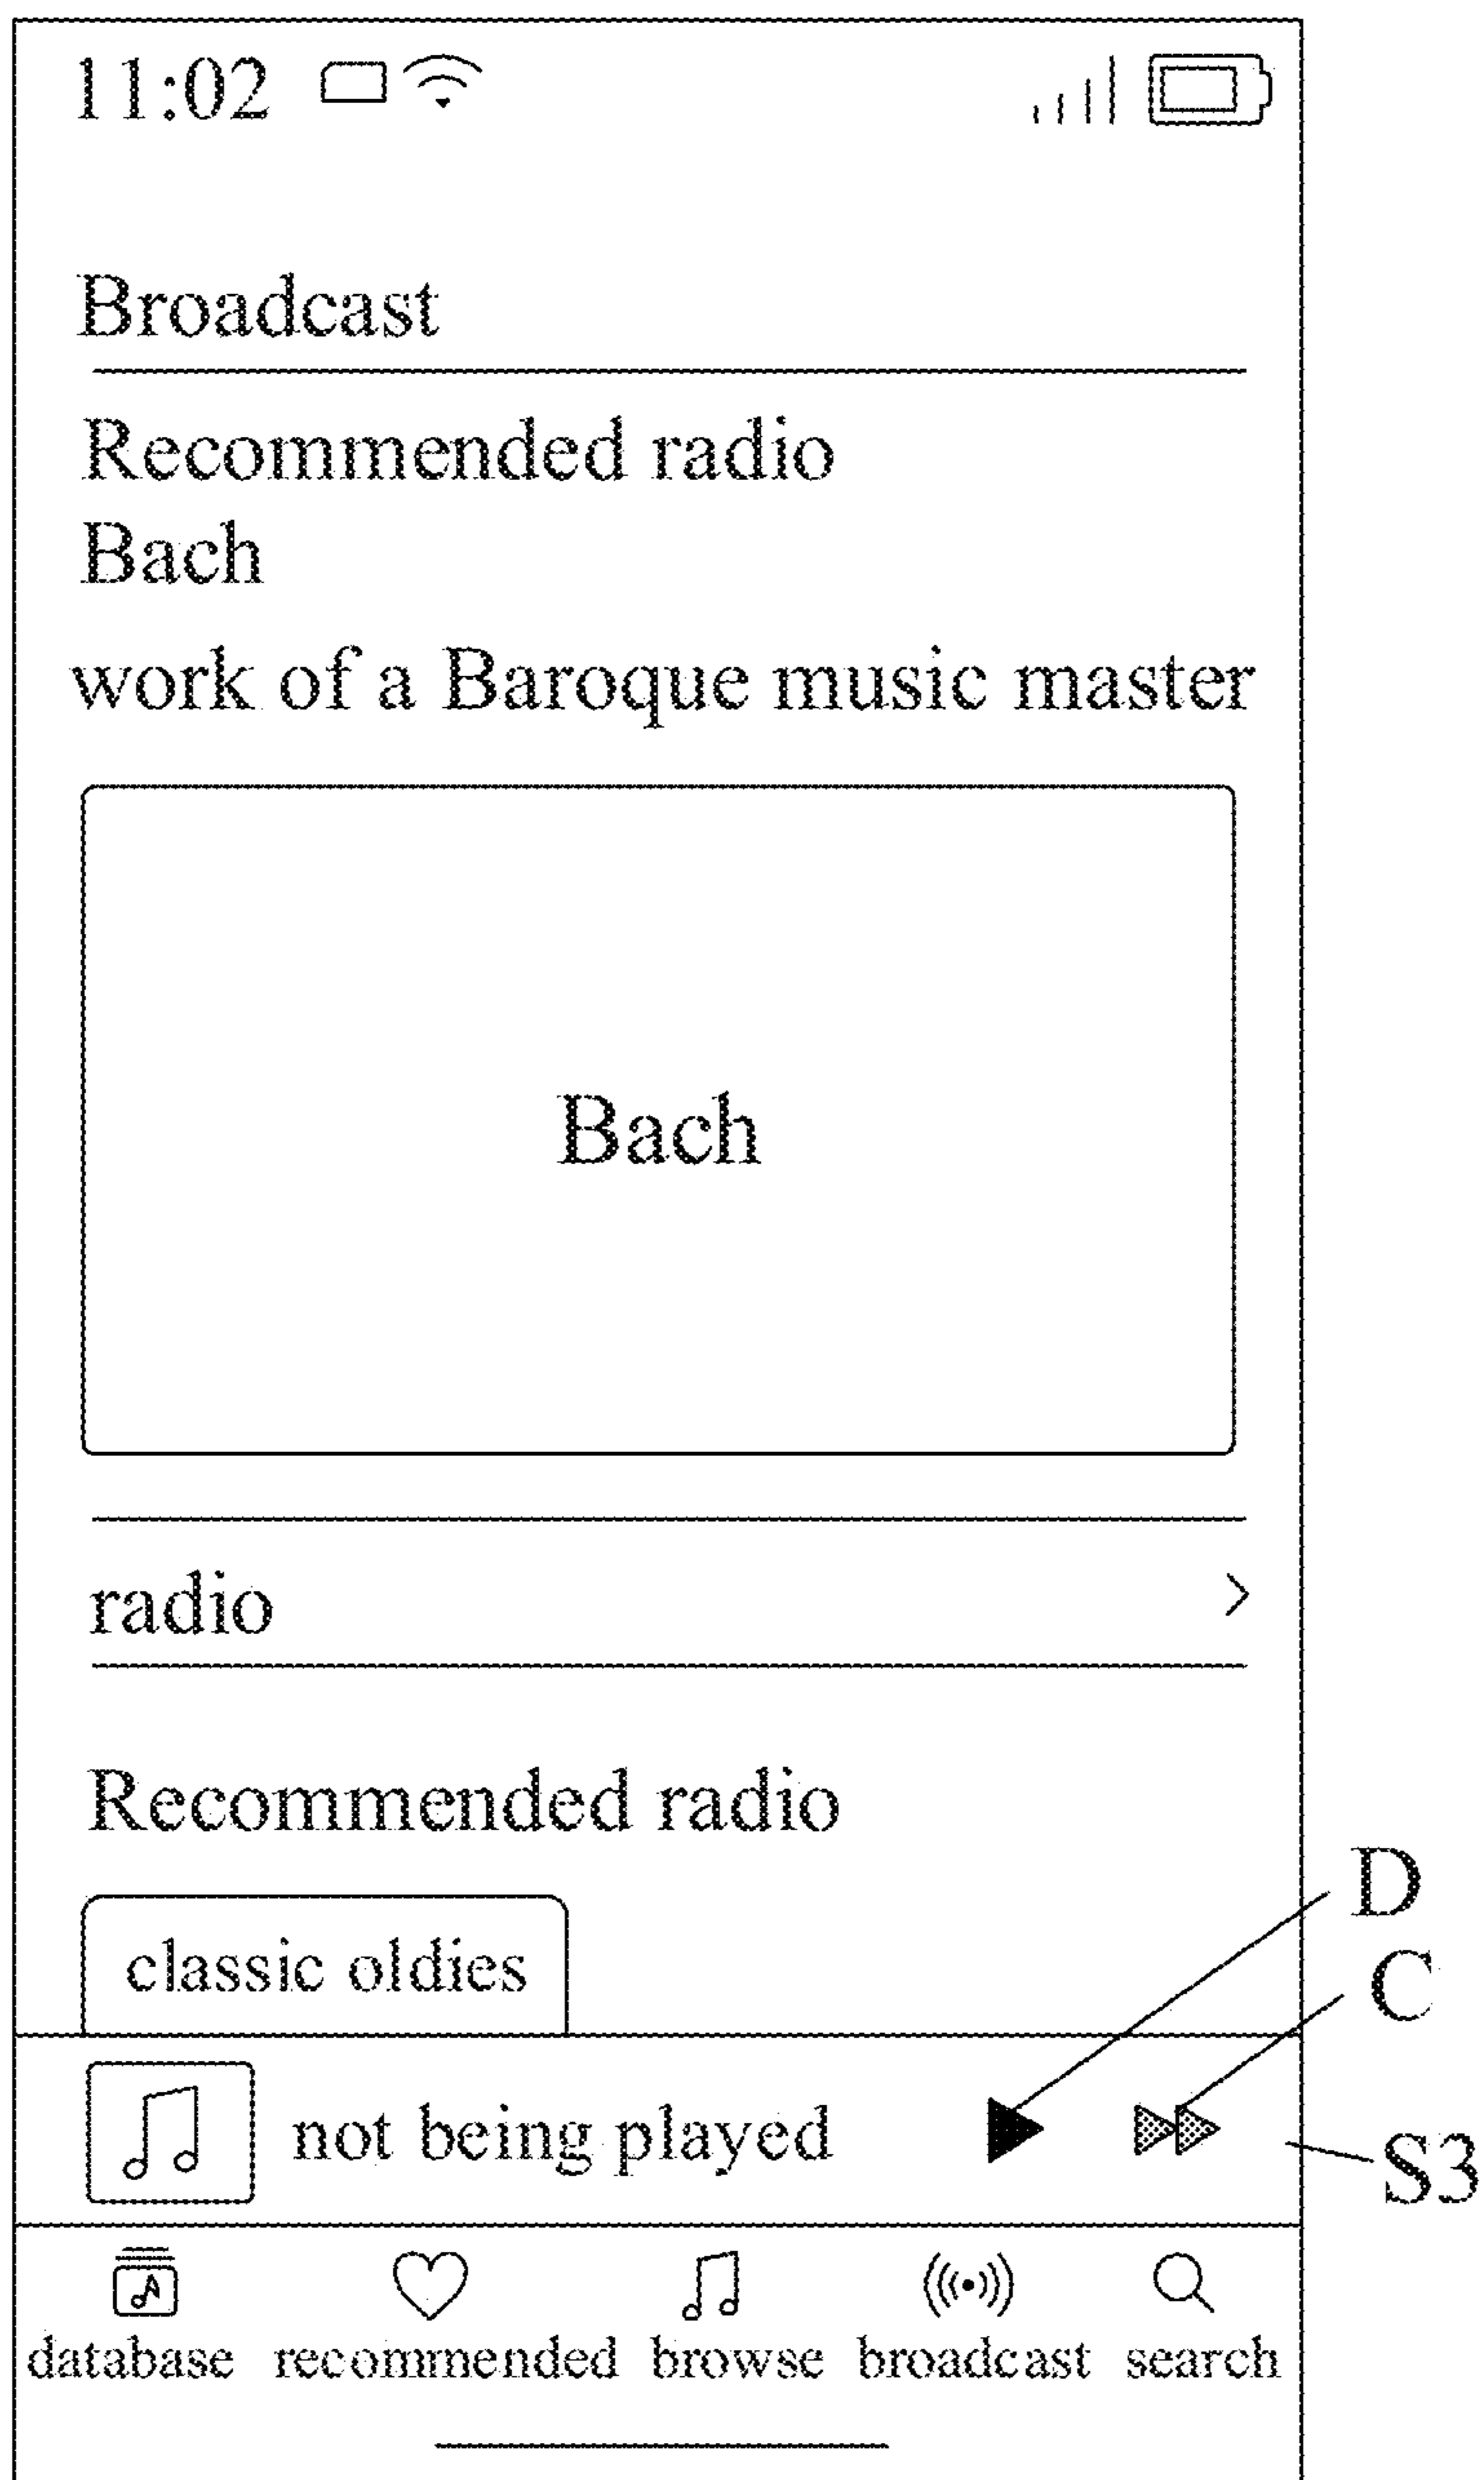 11:02
Broadcast
Recommended radio
Bach
work of a Baroque music master
Bach
radio
Recommended radio
D
classic oldies
C
not being played
S3
database recommended browse broadcast search